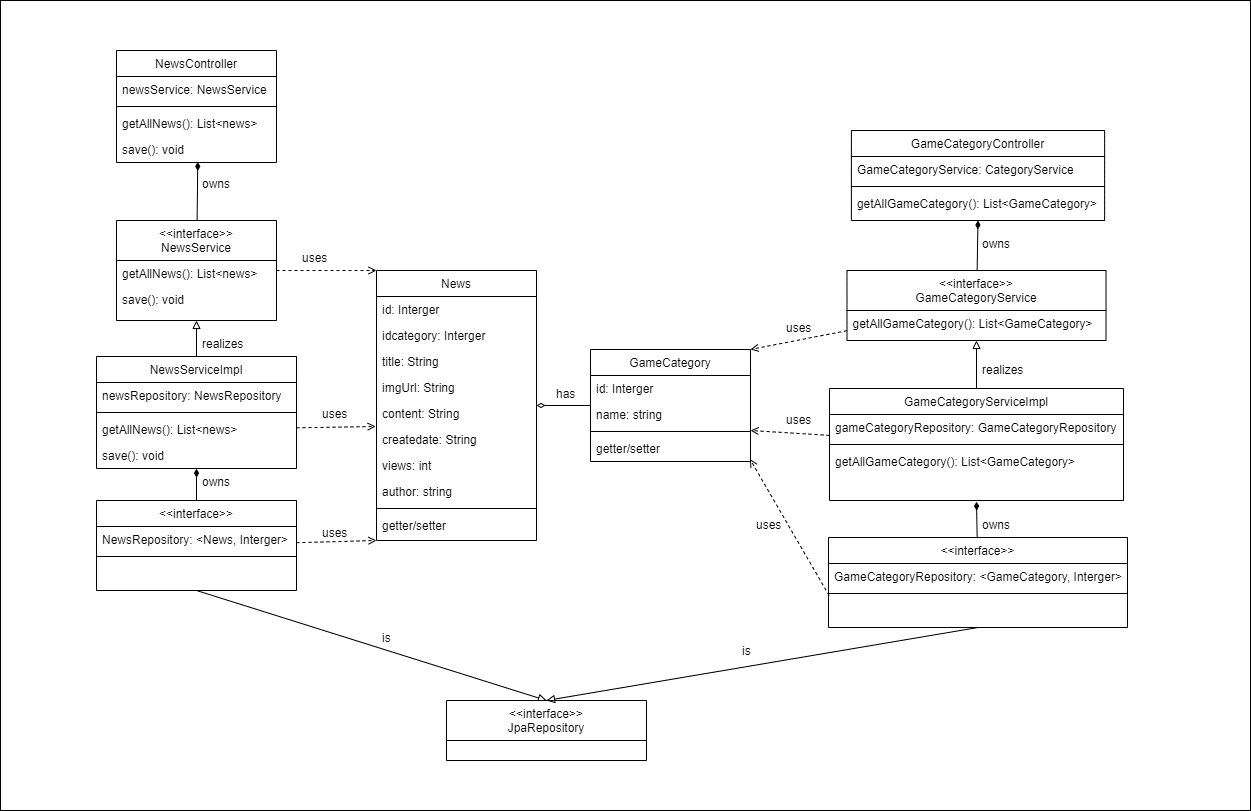 NewsController
newsService: NewsService
getAllNews(): List<news>
save(): void
owns
<<interface>>
NewsService
getAllNews(): List<news>
save(): void
uses
realizes
NewsServiceImpl
newsRepository: NewsRepository
getAllNews(): List<news>
save(): void
uses
owns
<<interface>>
NewsRepository: <News, Interger>
uses
News
id: Interger
idcategory: Interger
title: String
imgUrl: String
content: String
createdate: String
views: int
author: string
getter/setter
has
GameCategory
id: Interger
name: string
getter/setter
GameCategoryController
GameCategoryService: CategoryService
getAllGameCategory(): List<GameCategory>
owns
<<interface>>
GameCategoryService
getAllGameCategory(): List<GameCategory>
uses
realizes
GameCategoryServiceImpl
gameCategoryRepository: GameCategoryRepository
getAllGameCategory(): List<GameCategory>
uses
owns
<<interface>>
GameCategoryRepository: <GameCategory, Interger>
uses
is
is
<<interface>>
JpaRepository